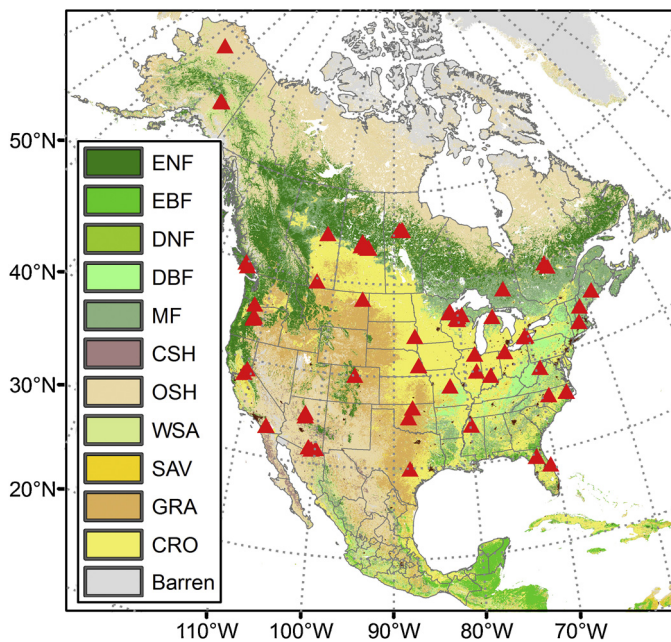 50°N
40°N
30°N
20°N
ENF
EBF
DNF
DBF
MF
CSH
OSH
WSA
SAV
GRA
CRO
Barren
110°W 100°W 90°W 80°W 70°W